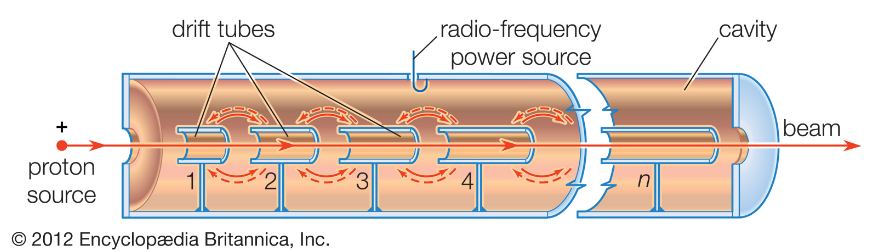 drift tubes
radio-frequency
power source
cavity
+
proton
source
beam
1
2
3
4
n
© 2012 Encyclopædia Britannica, Inc.